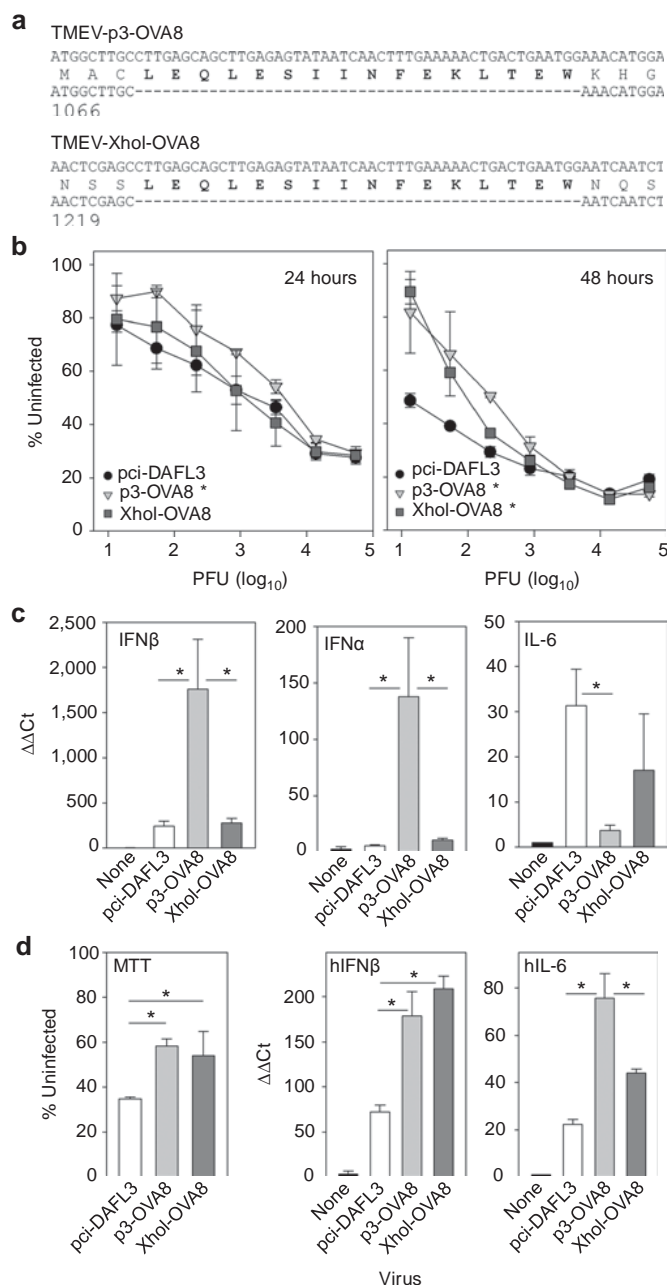 a
TMEV-p3-OVA8
ATGGCTTGCCTTGAGCAGCTTGAGAGTATAATCAACTTTGAAAAACTGACTGAATGGAAACATGGA
M A C L E Q L E S I I N F E K L T E W K H G
ATGGCTTGC------------------------------------------------AAACATGGA
1066
TMEV-XhoI-OVA8
AACTCGAGCCTTGAGCAGCTTGAGAGTATAATCAACTTTGAAAAACTGACTGAATGGAATCAATCT
N S S L E Q L E S I I N F E K L T E W N Q S
AACTCGAGC------------------------------------------------AATCAATCT
1219
b
% Uninfected
100
80
60
40
20
0
24 hours
pci-DAFL3
p3-OVA8 *
XhoI-OVA8
1 2 3 4 5
PFU (log10)
48 hours
pci-DAFL3
p3-OVA8 *
XhoI-OVA8 *
1 2 3 4 5
PFU (log10)
c
ΔΔCt
2,500
2,000
1,500
1,000
500
0
IFNβ
* *
None
pci-DAFL3
p3-OVA8
XhoI-OVA8
200
150
100
50
0
IFNα
* *
None
pci-DAFL3
p3-OVA8
XhoI-OVA8
50
40
30
20
10
0
IL-6
*
None
pci-DAFL3
p3-OVA8
XhoI-OVA8
d
% Uninfected
100
80
60
40
20
0
MTT
*
*
pci-DAFL3
p3-OVA8
XhoI-OVA8
ΔΔCt
200
150
100
50
0
hIFNβ
*
*
None
pci-DAFL3
p3-OVA8
XhoI-OVA8
80
60
40
20
0
hIL-6
* *
None
pci-DAFL3
p3-OVA8
XhoI-OVA8
Virus